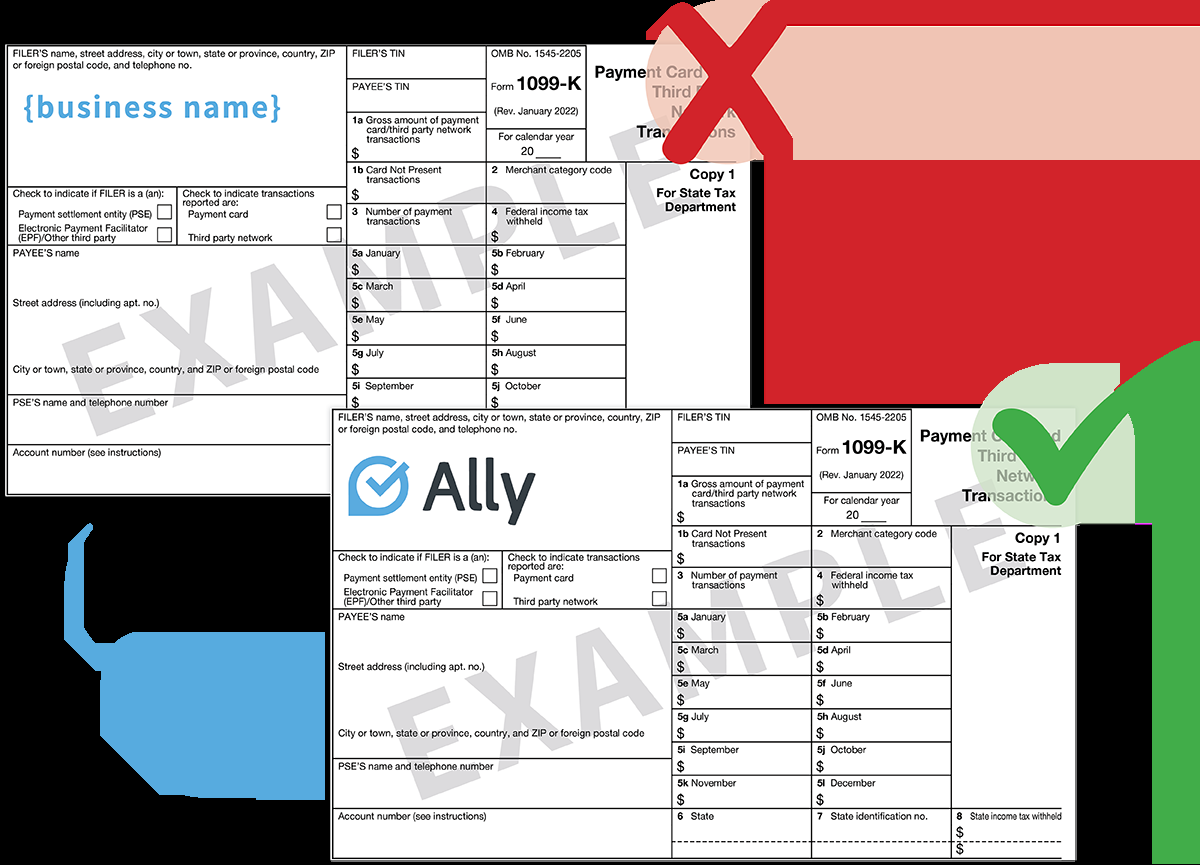 FILER'S name, street address, city or town, state or province, country, ZIP
or foreign postal code, and telephone no.
{business name}
FILER'S TIN
PAYEE'S TIN
OMB No. 1545-2205
Form 1099-K
(Rev. January 2022)
For calendar year
20 ____
Payment Card
Third
Transactions
1a Gross amount of payment
card/third party network
transactions
$
1b Card Not Present
transactions
$
2 Merchant category code
Copy 1
For State Tax
Department
Check to indicate if FILER is a (an):
Payment settlement entity (PSE)
Electronic Payment Facilitator
(EPF)/Other third party
Check to indicate transactions
reported are:
Payment card
Third party network
3 Number of payment
transactions
4 Federal income tax
withheld
$
PAYEE'S name
Street address (including apt. no.)
City or town, state or province, country, and ZIP or foreign postal code
PSE'S name and telephone number
Account number (see instructions)
5a January
$
5b February
$
5c March
$
5d April
$
5e May
$
5f June
$
5g July
$
5h August
$
5i September
$
5j October
$
EXAMPLE
FILER'S name, street address, city or town, state or province, country, ZIP
or foreign postal code, and telephone no.
Ally
FILER'S TIN
PAYEE'S TIN
OMB No. 1545-2205
Form 1099-K
(Rev. January 2022)
For calendar year
20 ____
Payment
Third
Netw
Transactions
1a Gross amount of payment
card/third party network
transactions
$
1b Card Not Present
transactions
$
2 Merchant category code
Copy 1
For State Tax
Department
Check to indicate if FILER is a (an):
Payment settlement entity (PSE)
Electronic Payment Facilitator
(EPF)/Other third party
Check to indicate transactions
reported are:
Payment card
Third party network
3 Number of payment
transactions
4 Federal income tax
withheld
$
PAYEE'S name
Street address (including apt. no.)
City or town, state or province, country, and ZIP or foreign postal code
PSE'S name and telephone number
Account number (see instructions)
5a January
$
5b February
$
5c March
$
5d April
$
5e May
$
5f June
$
5g July
$
5h August
$
5i September
$
5j October
$
5k November
$
5l December
$
6 State
7 State identification no.
8 State income tax withheld
$
$
EXAMPLE